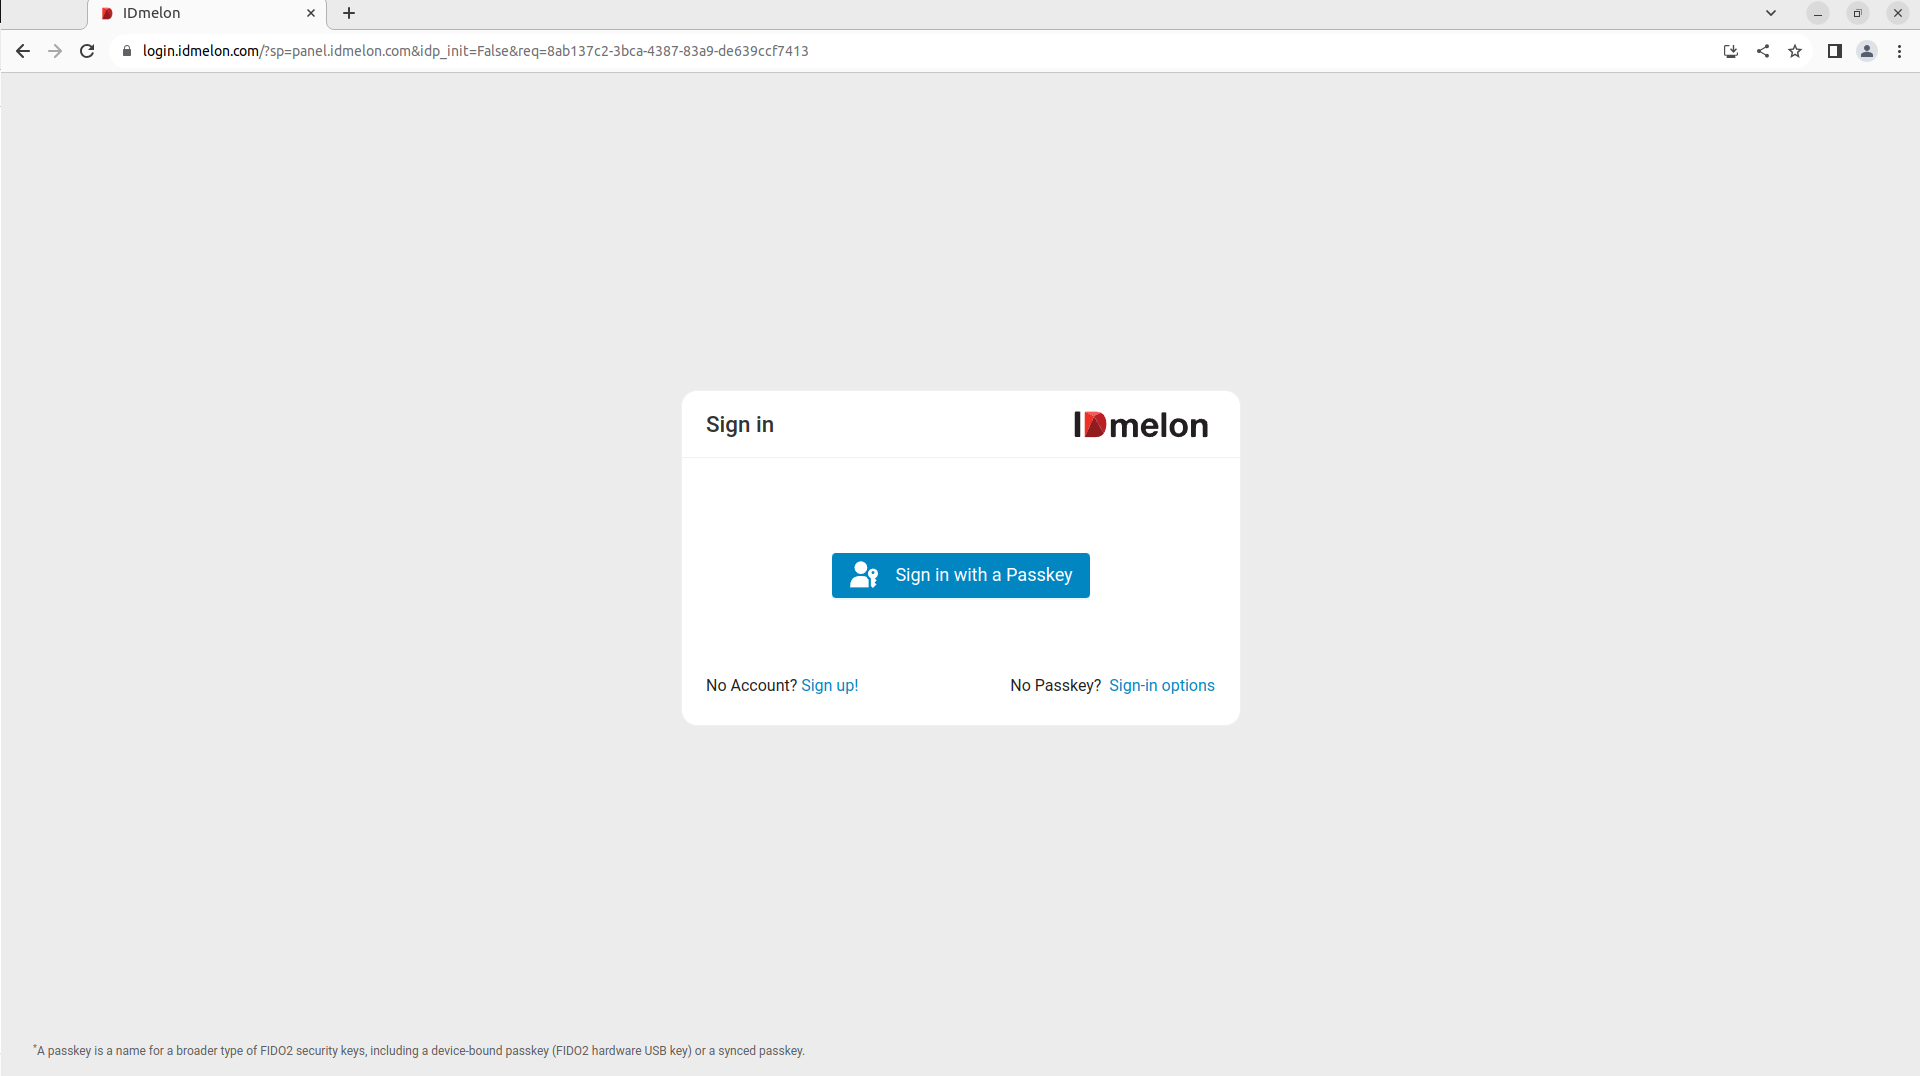 IDmelon
login.idmelon.com/?sp=panel.idmelon.com&idp_init=False&req=8ab137c2-3bca-4387-83a9-de639ccf7413
Sign in
IDmelon
Sign in with a Passkey
No Account? Sign up!
No Passkey? Sign-in options
*A passkey is a name for a broader type of FIDO2 security keys, including a device-bound passkey (FIDO2 hardware USB key) or a synced passkey.